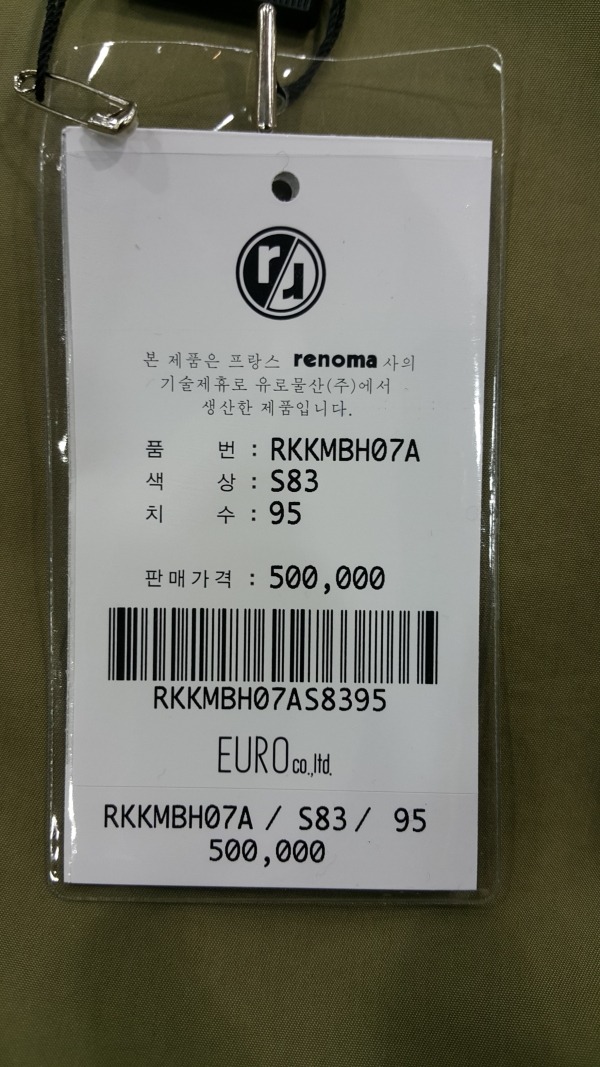 r r
본 제품은 프랑스 renoma 사의
기술제휴로 유로물산(주)에서
생산한 제품입니다.
품 번 : RKKMBH07A
색 상 : S83
치 수 : 95
판매가격 : 500,000
RKKMBH07AS8395
EURO co.,ltd.
RKKMBH07A / S83 / 95
500,000